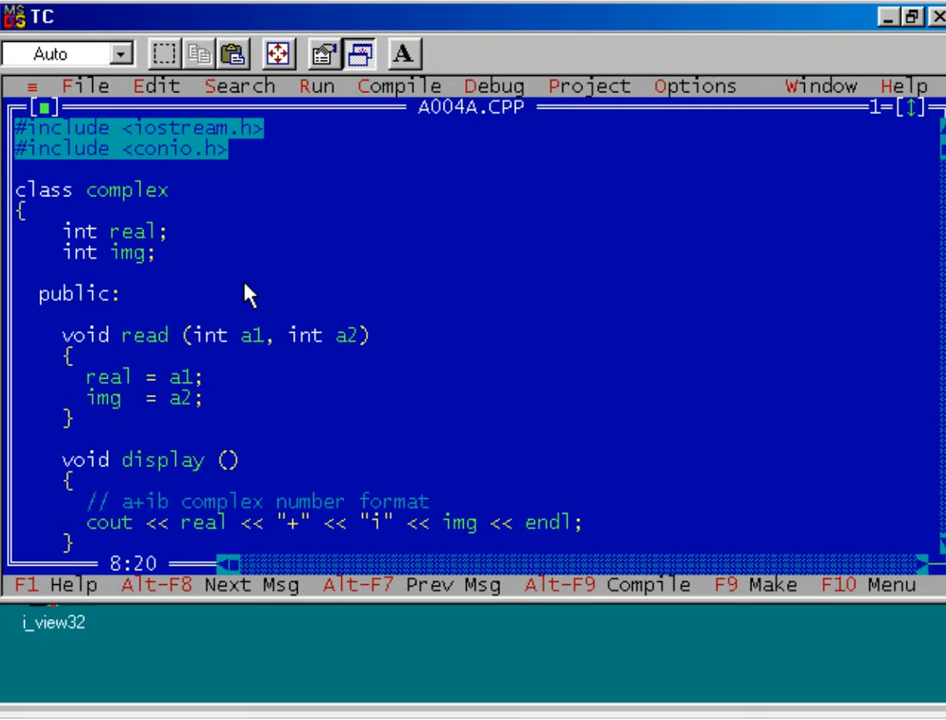 MS DOS TC
Auto A
≡ File Edit Search Run Compile Debug Project Options Window Help
[■] A004A.CPP 1=[↕]
#include <iostream.h>
#include <conio.h>
class complex
{
int real;
int img;
public:
void read (int a1, int a2)
{
real = a1;
img = a2;
}
void display ()
{
// a+ib complex number format
cout << real << "+" << "i" << img << endl;
}
8:20
F1 Help Alt-F8 Next Msg Alt-F7 Prev Msg Alt-F9 Compile F9 Make F10 Menu
i_view32